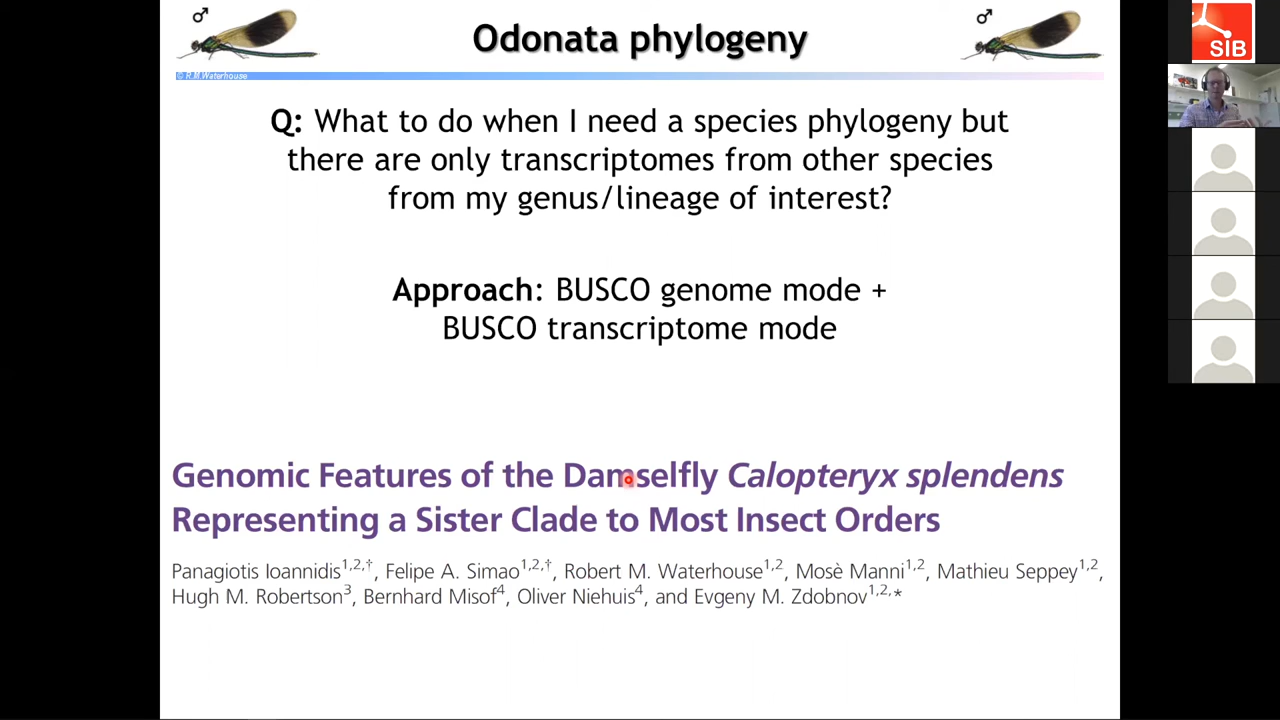 ♂ Odonata phylogeny ♂
© R.M.Waterhouse
Q: What to do when I need a species phylogeny but
there are only transcriptomes from other species
from my genus/lineage of interest?
Approach: BUSCO genome mode +
BUSCO transcriptome mode
Genomic Features of the Damselfly Calopteryx splendens
Representing a Sister Clade to Most Insect Orders
Panagiotis Ioannidis1,2,†, Felipe A. Simao1,2,†, Robert M. Waterhouse1,2, Mosè Manni1,2, Mathieu Seppey1,2,
Hugh M. Robertson3, Bernhard Misof4, Oliver Niehuis4, and Evgeny M. Zdobnov1,2,*
SIB